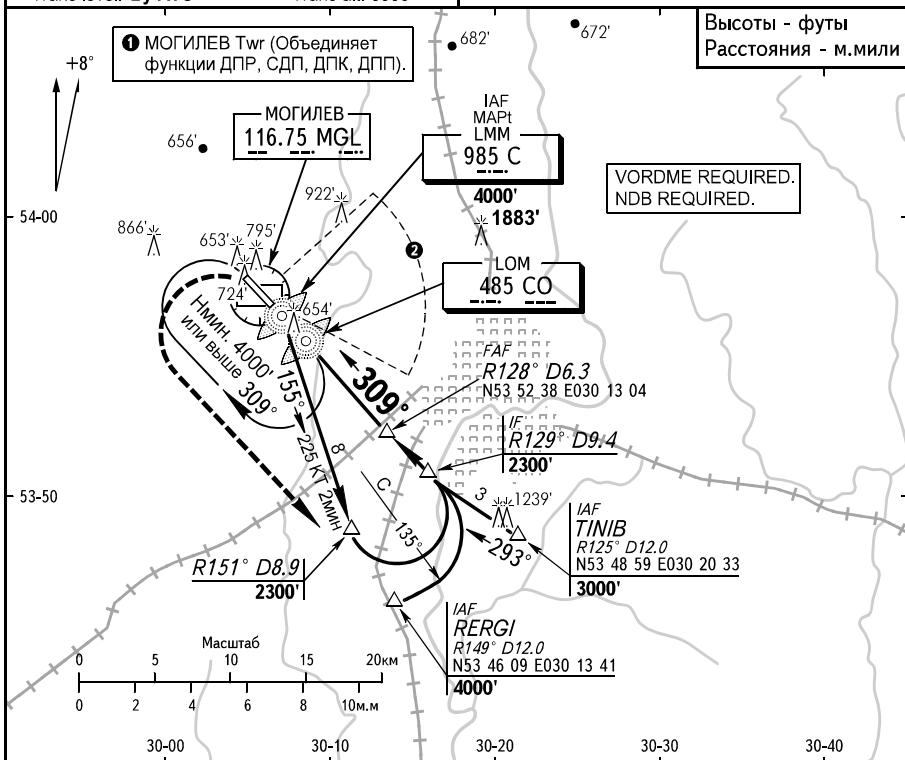 Высоты - футы
Расстояния - м.мили
+8°
❶ МОГИЛЕВ Twr (Объединяет
функции ДПР, СДП, ДПК, ДПП).
682'
672'
656'
МОГИЛЕВ
116.75 MGL
IAF
MAPt
LMM
985 C
4000'
1883'
VORDME REQUIRED.
NDB REQUIRED.
54-00
922'
866'
653'
795'
724'
654'
❷
LOM
485 CO
Нмин. 4000'
или выше
309°
155°
8
225 КТ 2мин
309°
FAF
R128° D6.3
N53 52 38 E030 13 04
IF
R129° D9.4
2300'
53-50
C
135°
3
1239'
293°
IAF
TINIB
R125° D12.0
N53 48 59 E030 20 33
3000'
R151° D8.9
2300'
IAF
RERGI
R149° D12.0
N53 46 09 E030 13 41
4000'
Масштаб
0 5 10 15 20км
0 2 4 6 8 10м.м
30-00 30-10 30-20 30-30 30-40